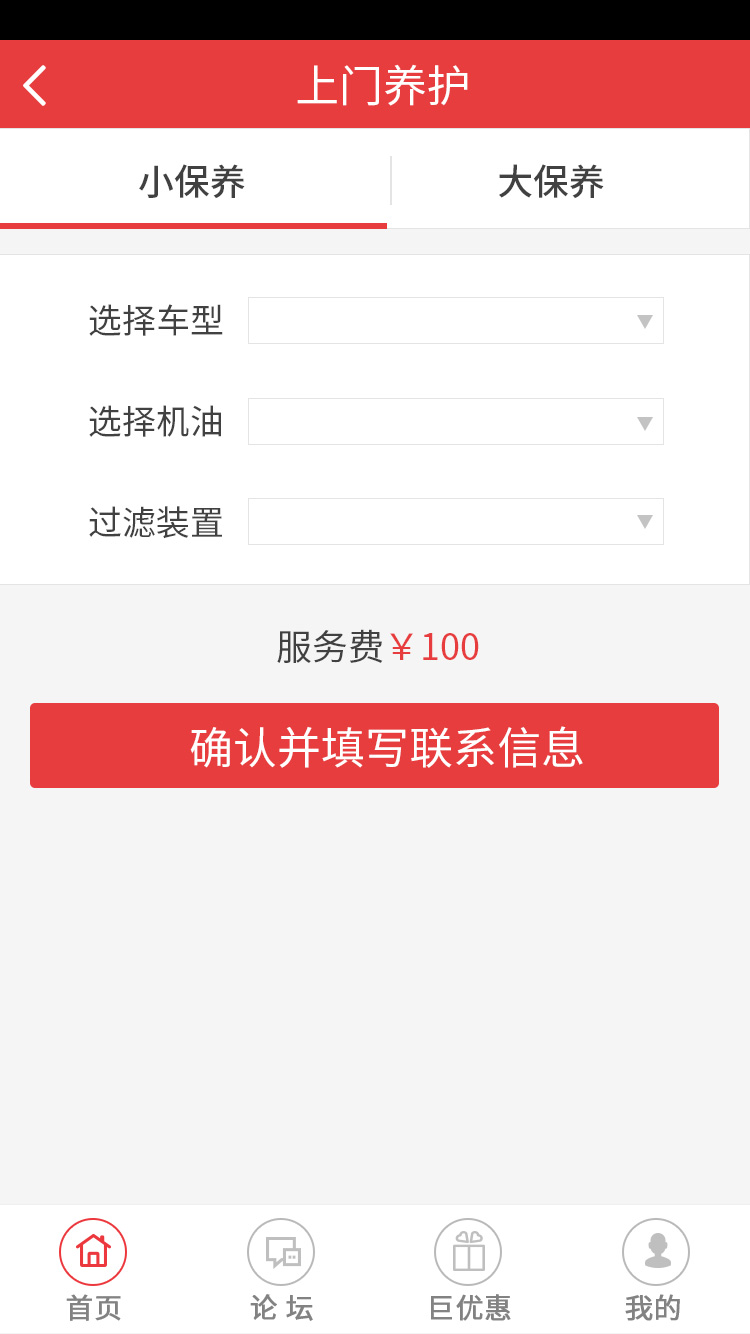 上门养护
小保养 大保养
选择车型
选择机油
过滤装置
服务费￥100
确认并填写联系信息
首页 论 坛 巨优惠 我的